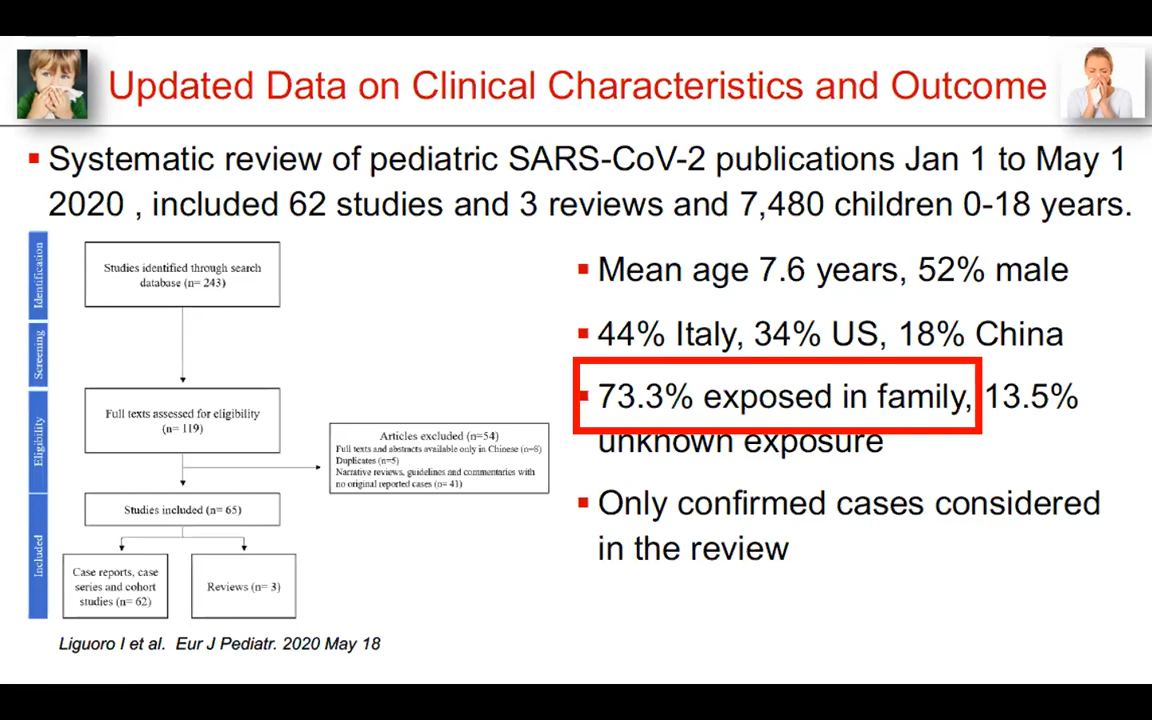 Updated Data on Clinical Characteristics and Outcome
▪ Systematic review of pediatric SARS-CoV-2 publications Jan 1 to May 1
2020 , included 62 studies and 3 reviews and 7,480 children 0-18 years.
Identification
Screening
Eligibility
Included
Studies identified through search
database (n= 243)
Full texts assessed for eligibility
(n= 119)
Articles excluded (n=54)
Full texts and abstracts available only in Chinese (n=8)
Duplicates (n=5)
Narrative reviews, guidelines and commentaries with
no original reported cases (n= 41)
Studies included (n= 65)
Case reports, case
series and cohort
studies (n= 62)
Reviews (n= 3)
Liguoro I et al. Eur J Pediatr. 2020 May 18
▪ Mean age 7.6 years, 52% male
▪ 44% Italy, 34% US, 18% China
▪ 73.3% exposed in family, 13.5%
unknown exposure
▪ Only confirmed cases considered
in the review